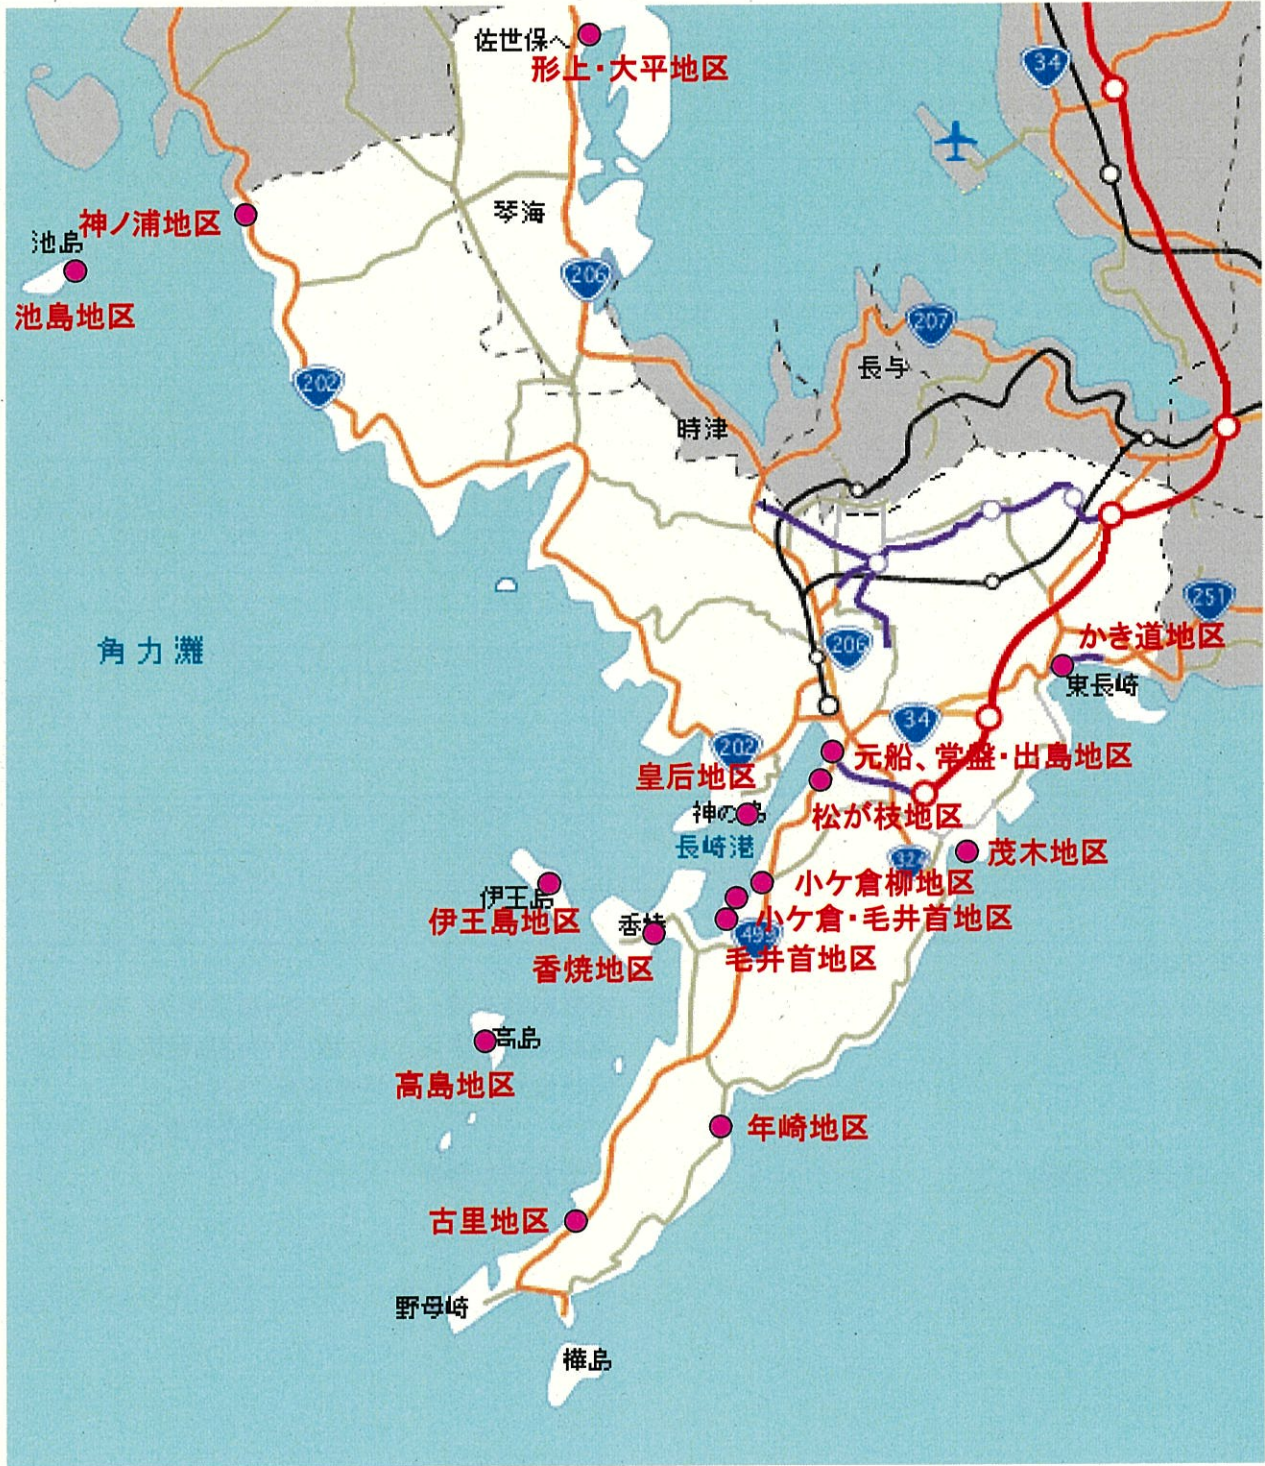 佐世保へ
形上・大平地区
34
神ノ浦地区
池島
池島地区
琴海
206
207
長与
202
時津
角力灘
251
かき道地区
東長崎
206
34
202
元船、常盤・出島地区
皇后地区
神の島
松が枝地区
長崎港
324
茂木地区
小ケ倉柳地区
伊王島
伊王島地区
小ケ倉・毛井首地区
香焼
499
毛井首地区
香焼地区
高島
高島地区
年崎地区
古里地区
野母崎
樺島